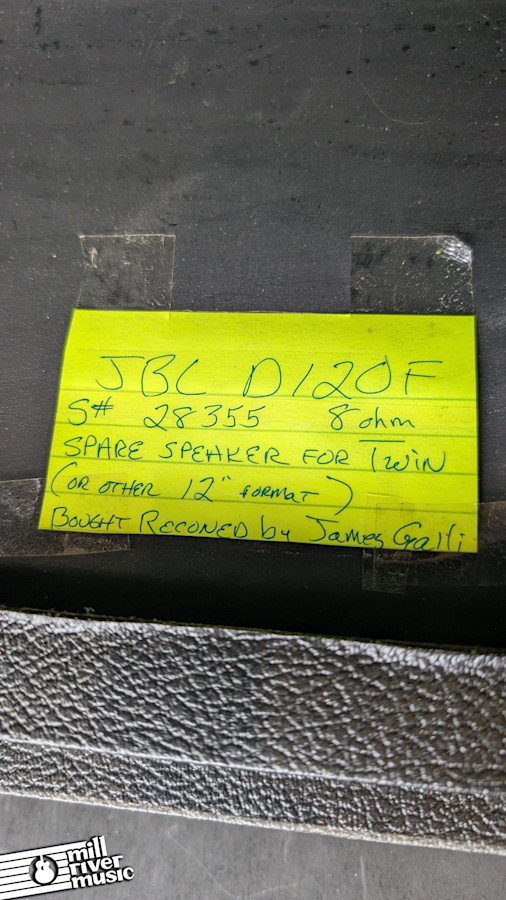 JBL D120F
S# 28355 8 ohm
SPARE SPEAKER FOR Twin
(OR OTHER 12" FORMAT)
BOUGHT RECONED by James Galli
mill
river
music